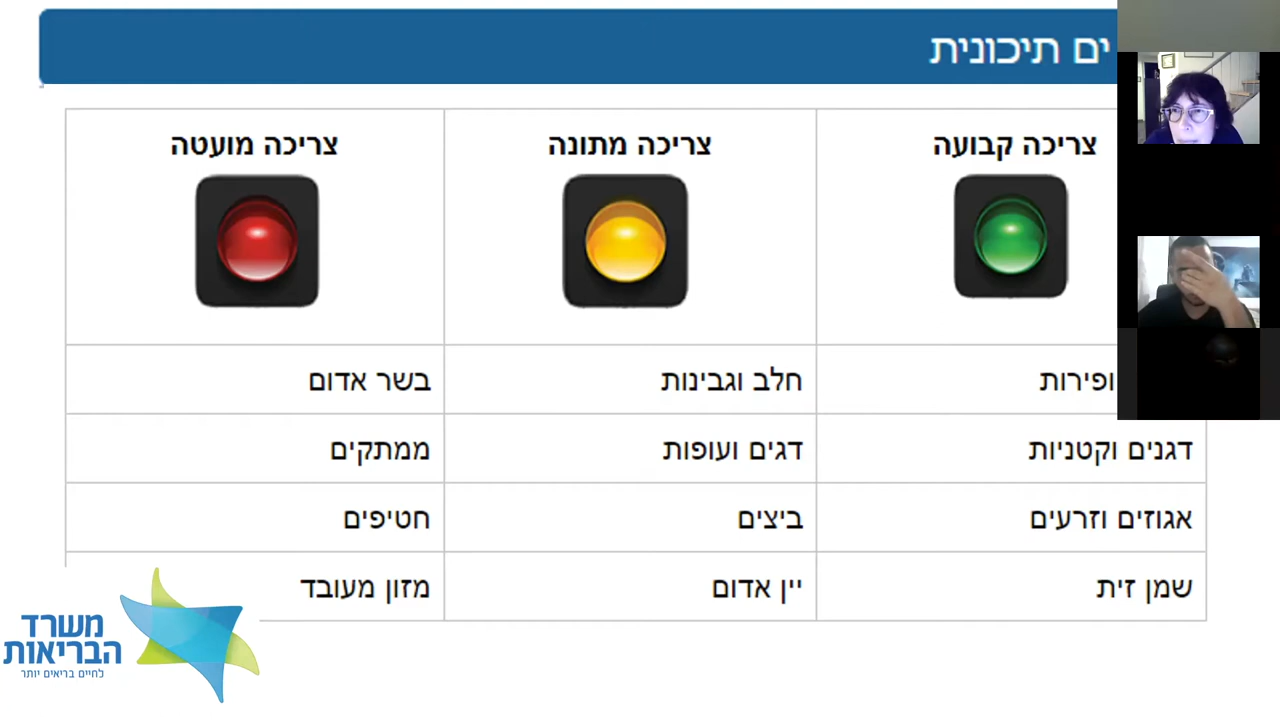 ים תיכונית
צריכה קבועה
צריכה מתונה
צריכה מועטה
ופירות
חלב וגבינות
בשר אדום
דגנים וקטניות
דגים ועופות
ממתקים
אגוזים וזרעים
ביצים
חטיפים
שמן זית
יין אדום
מזון מעובד
משרד
הבריאות
לחיים בריאים יותר